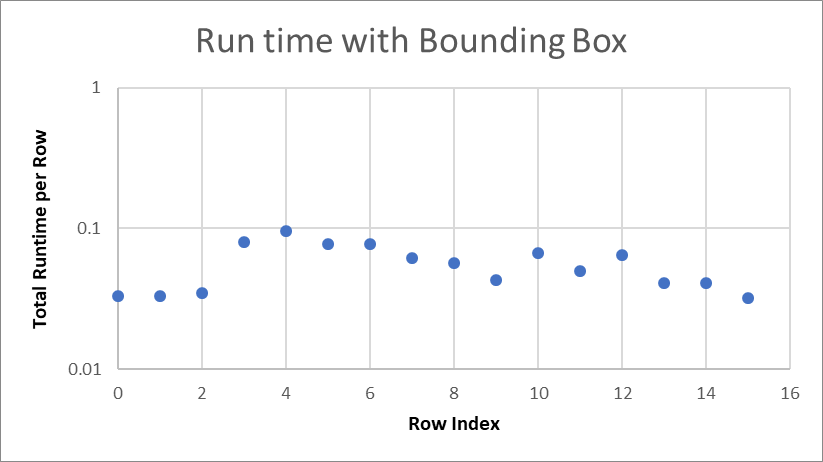 Run time with Bounding Box
1
0.1
0.01
Total Runtime per Row
0 2 4 6 8 10 12 14 16
Row Index